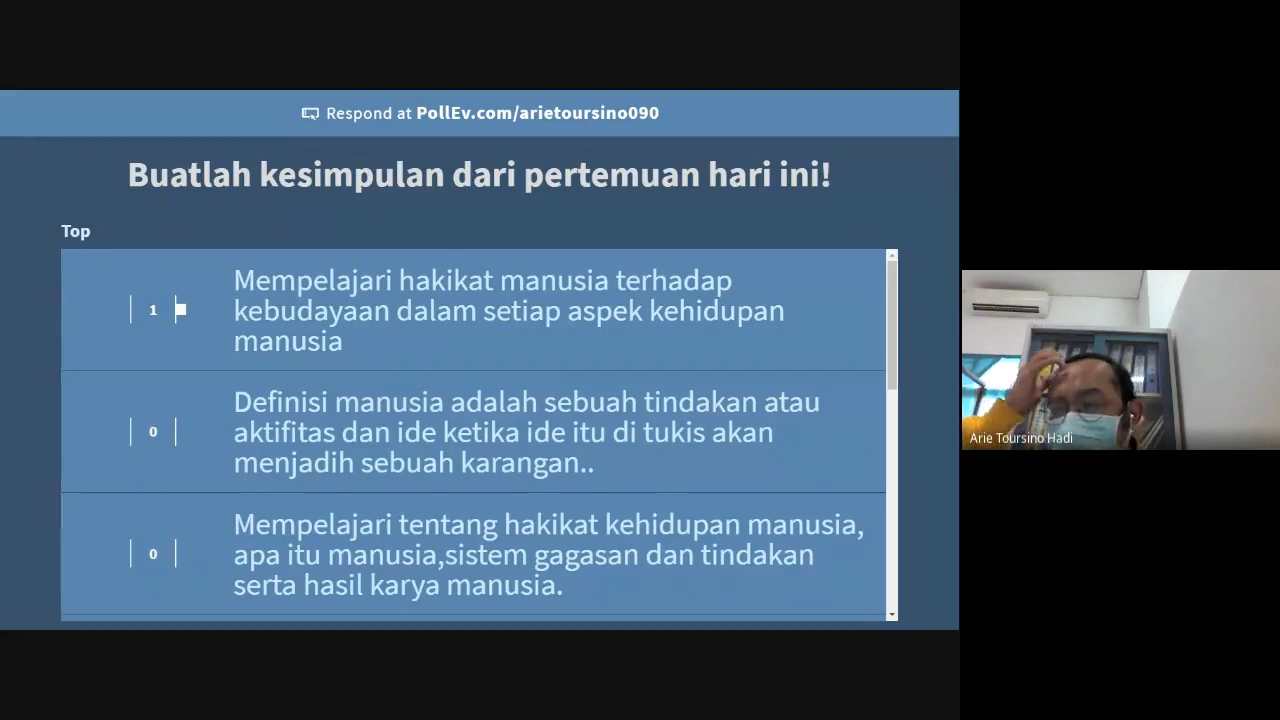 Respond at PollEv.com/arietoursino090
Buatlah kesimpulan dari pertemuan hari ini!
Top
1
Mempelajari hakikat manusia terhadap
kebudayaan dalam setiap aspek kehidupan
manusia
0
Definisi manusia adalah sebuah tindakan atau
aktifitas dan ide ketika ide itu di tukis akan
menjadih sebuah karangan..
0
Mempelajari tentang hakikat kehidupan manusia,
apa itu manusia,sistem gagasan dan tindakan
serta hasil karya manusia.
Arie Toursino Hadi